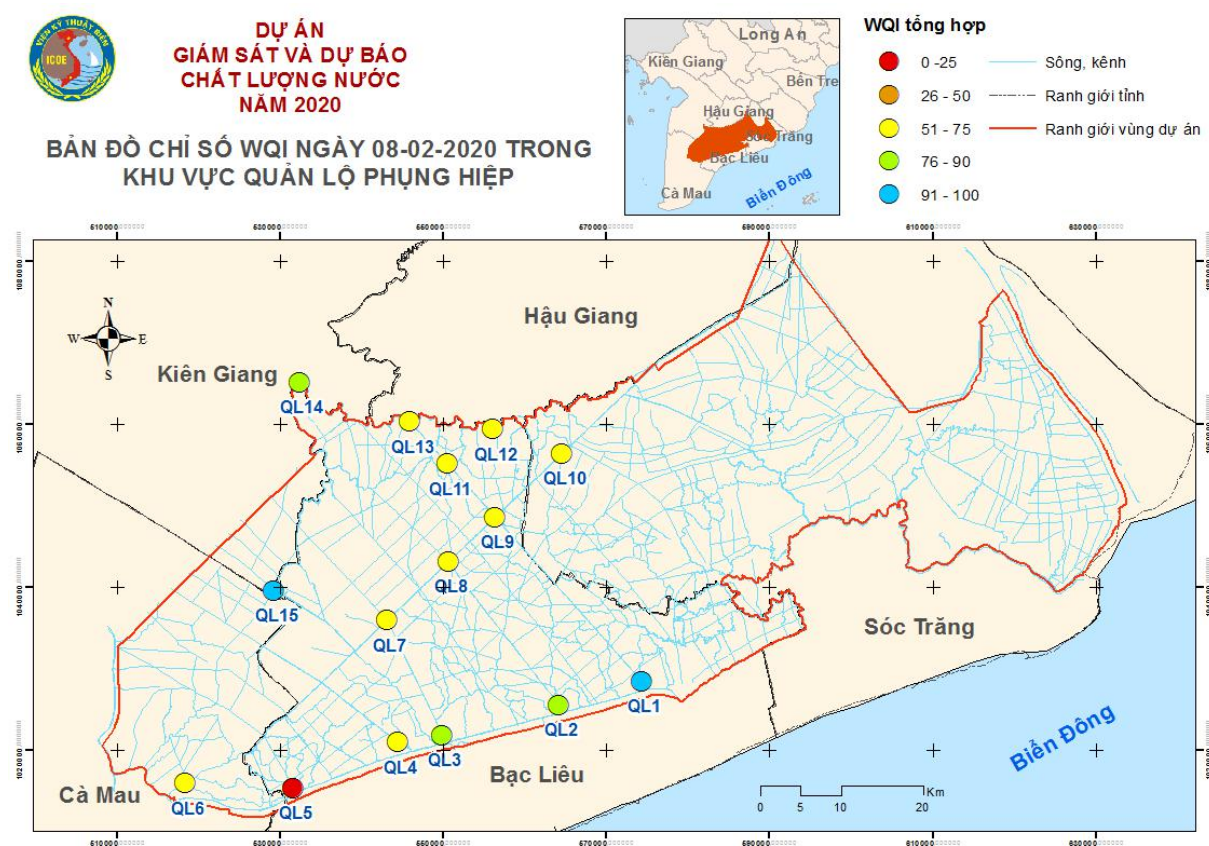 VIỆN KỸ THUẬT BIỂN
ICOE
DỰ ÁN
GIÁM SÁT VÀ DỰ BÁO
CHẤT LƯỢNG NƯỚC
NĂM 2020
BẢN ĐỒ CHỈ SỐ WQI NGÀY 08-02-2020 TRONG
KHU VỰC QUẢN LỘ PHỤNG HIỆP
Long An
Kiên Giang
Bến Tre
Hậu Giang
Sóc Trăng
Bạc Liêu
Cà Mau
Biển Đông
WQI tổng hợp
0 -25
26 - 50
51 - 75
76 - 90
91 - 100
Sông, kênh
Ranh giới tỉnh
Ranh giới vùng dự án
N
W
E
S
Hậu Giang
Kiên Giang
QL14
QL13
QL12
QL10
QL11
QL9
QL8
QL15
QL7
Sóc Trăng
QL1
QL2
QL3
QL4
Bạc Liêu
Biển Đông
Cà Mau
QL6
QL5
Km
0
5
10
20